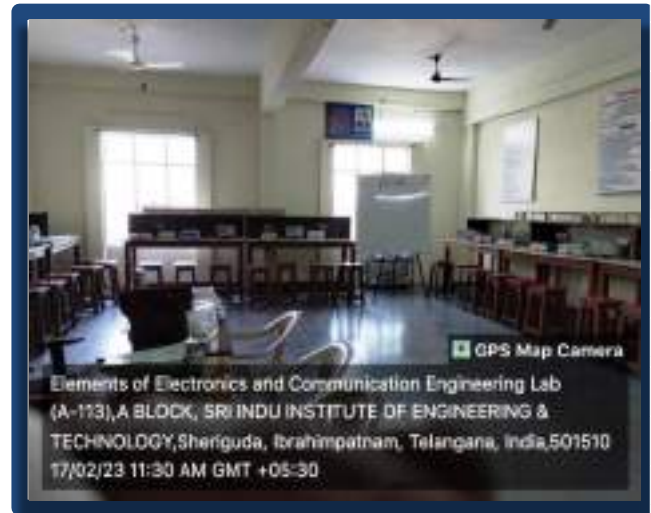 GPS Map Camera
Elements of Electronics and Communication Engineering Lab
(A-113),A BLOCK, SRI INDU INSTITUTE OF ENGINEERING &
TECHNOLOGY,Sheriguda, Ibrahimpatnam, Telangana, India,501510
17/02/23 11:30 AM GMT +05:30